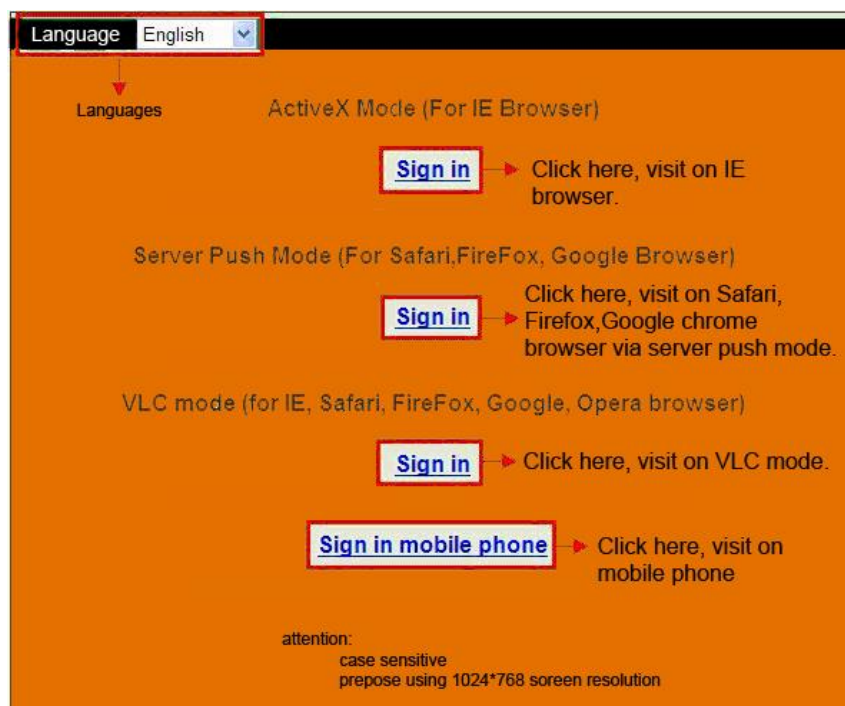 Language English
Languages
ActiveX Mode (For IE Browser)
Sign in
Click here, visit on IE
browser.
Server Push Mode (For Safari,FireFox, Google Browser)
Sign in
Click here, visit on Safari,
Firefox,Google chrome
browser via server push mode.
VLC mode (for IE, Safari, FireFox, Google, Opera browser)
Sign in
Click here, visit on VLC mode.
Sign in mobile phone
Click here, visit on
mobile phone
attention:
case sensitive
prepose using 1024*768 soreen resolution